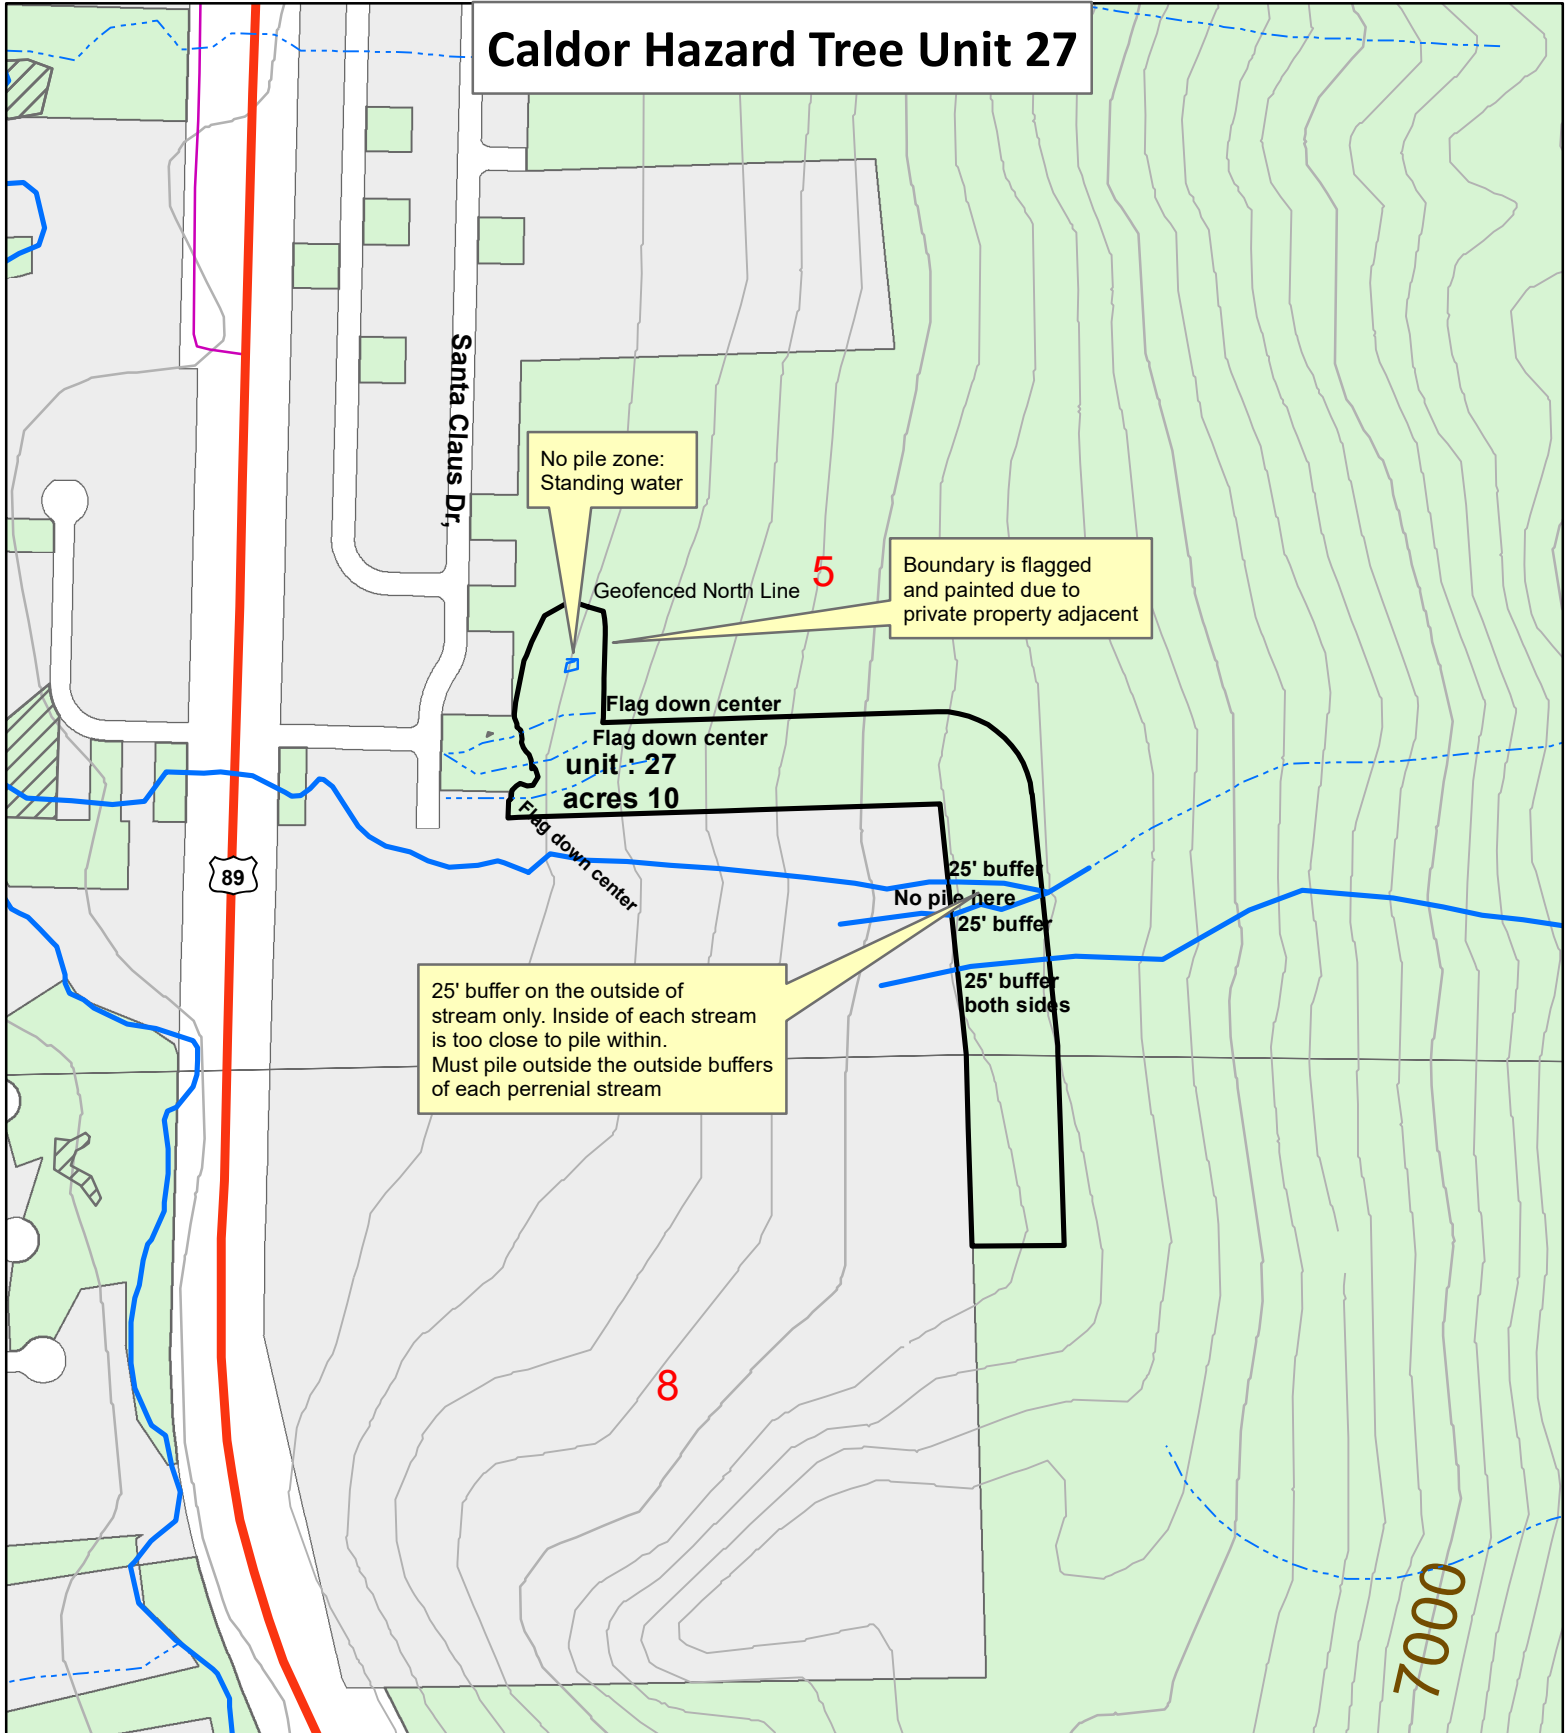 Caldor Hazard Tree Unit 27
Santa Claus Dr,
No pile zone:
Standing water
5
Boundary is flagged
and painted due to
private property adjacent
Geofenced North Line
Flag down center
Flag down center
unit : 27
acres 10
Flag down center
89
25' buffer
No pile here
25' buffer
25' buffer
both sides
25' buffer on the outside of
stream only. Inside of each stream
is too close to pile within.
Must pile outside the outside buffers
of each perrenial stream
8
7000